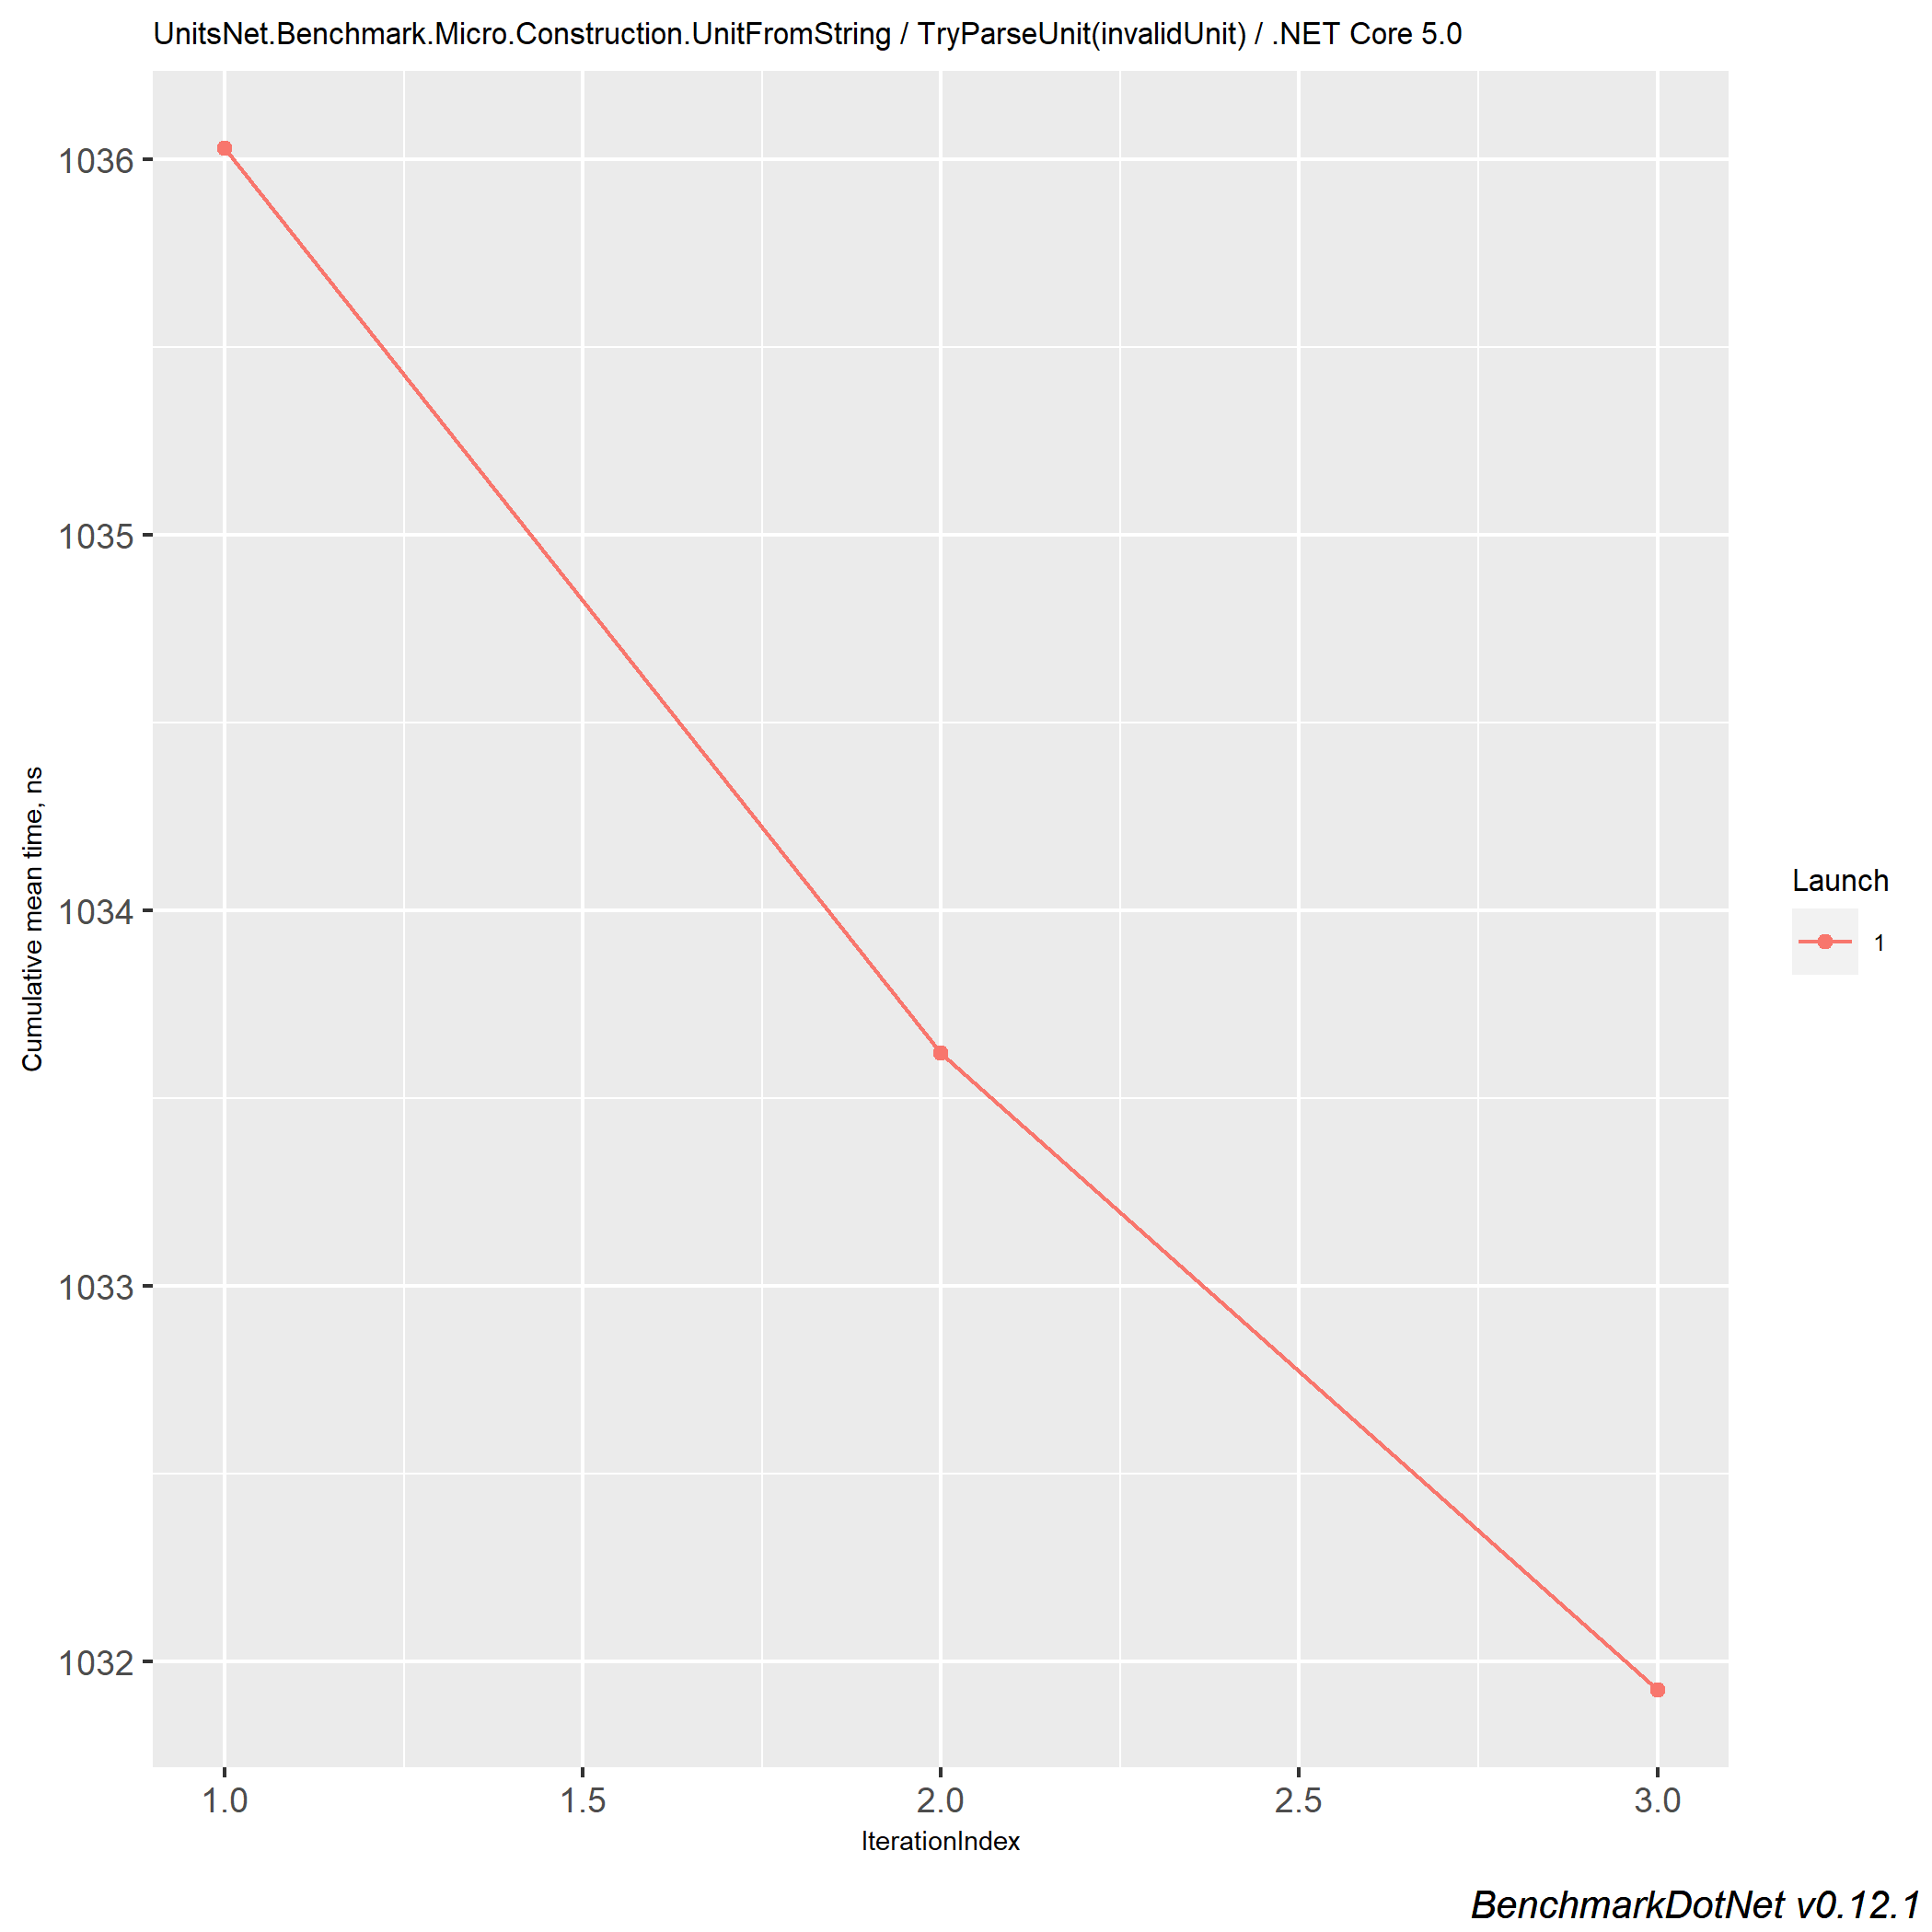 UnitsNet.Benchmark.Micro.Construction.UnitFromString / TryParseUnit(invalidUnit) / .NET Core 5.0
1036
1035
1034
1033
1032
Cumulative mean time, ns
1.0 1.5 2.0 2.5 3.0
IterationIndex
Launch
1
BenchmarkDotNet v0.12.1